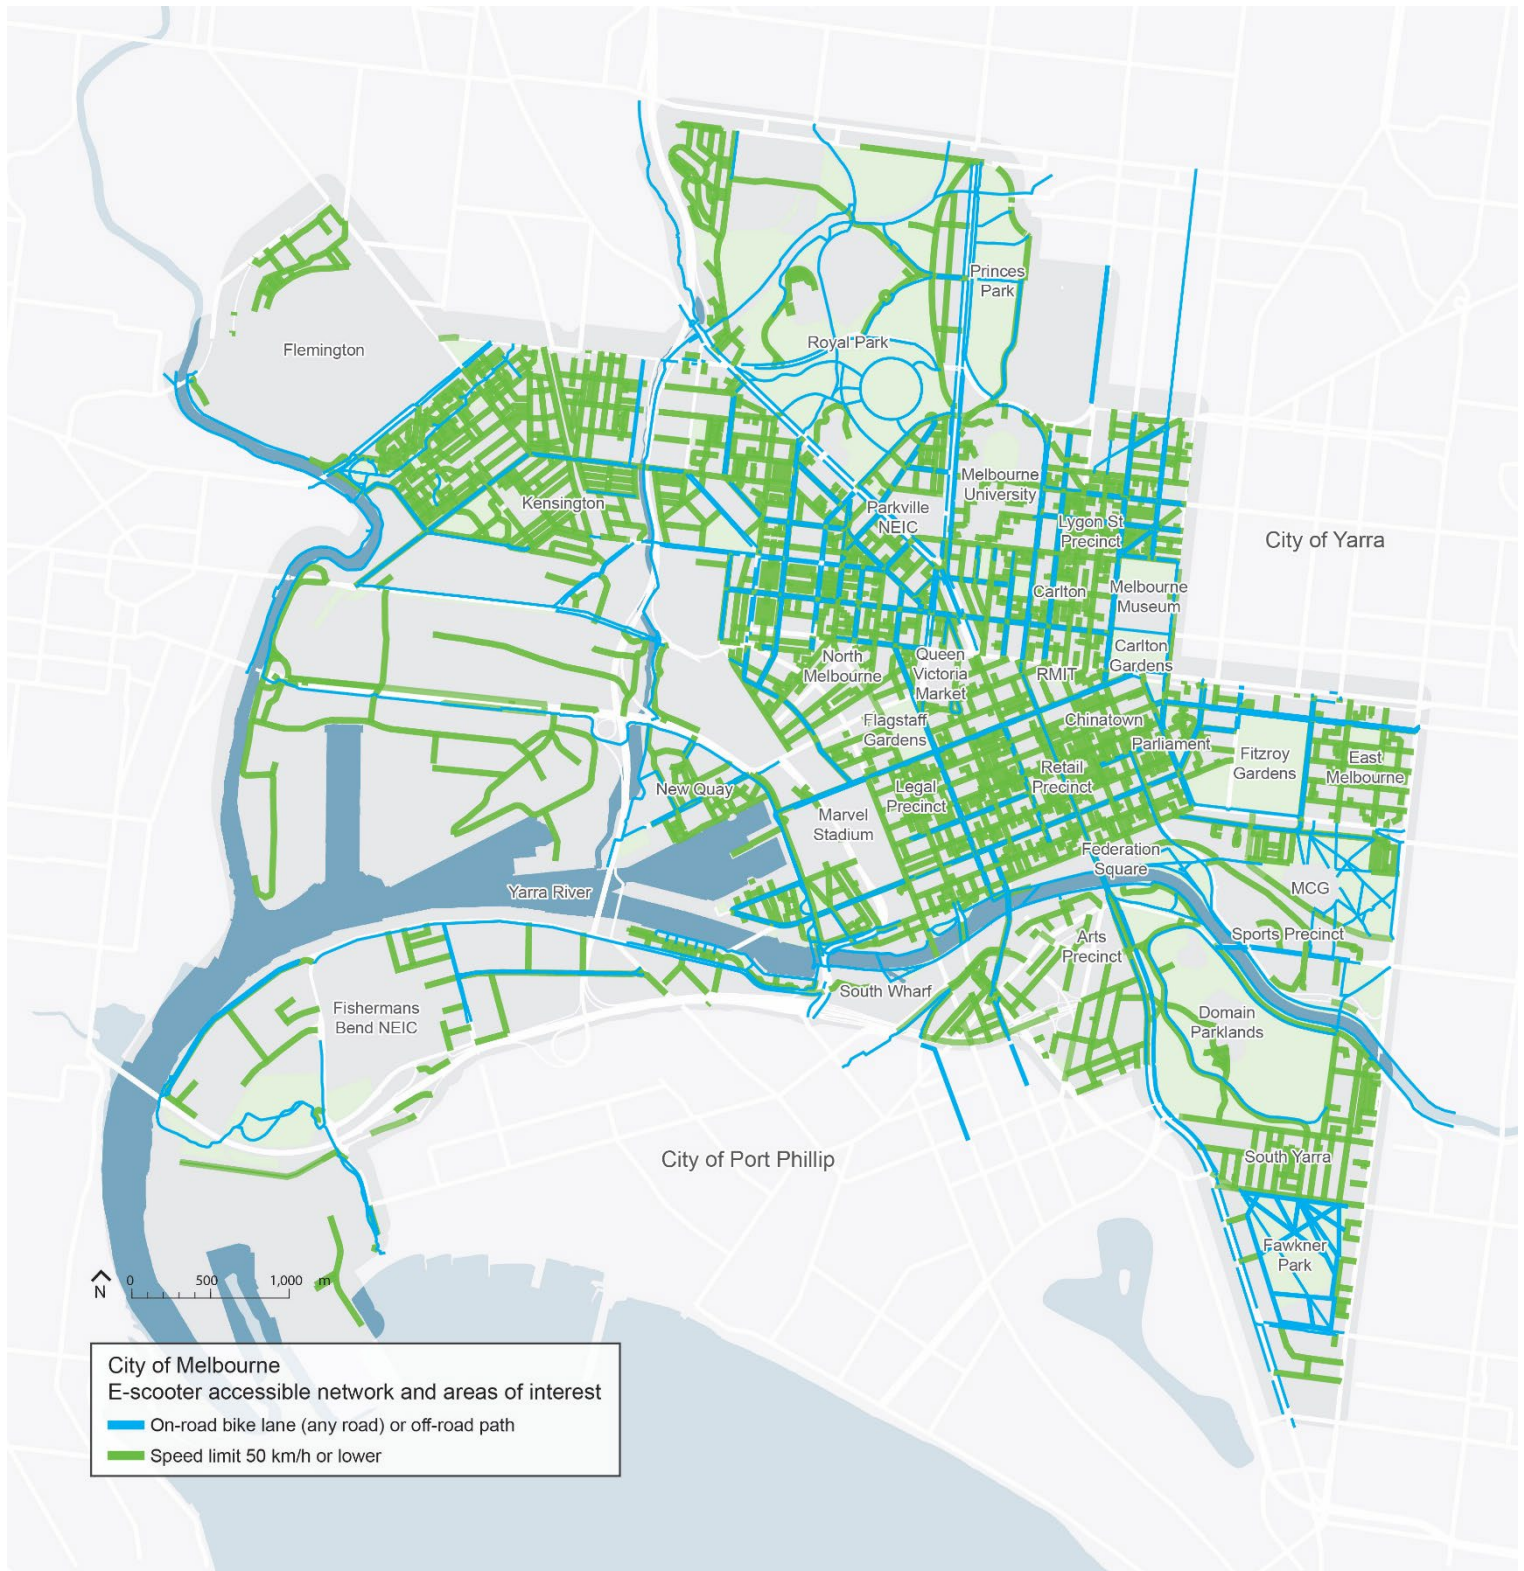 Princes
Park
Flemington
Royal Park
Melbourne
University
Kensington
Parkville
NEIC
Lygon St
Precinct
City of Yarra
Carlton
Melbourne
Museum
North
Melbourne
Queen
Victoria
Market
RMIT
Carlton
Gardens
Flagstaff
Gardens
Chinatown
Parliament
Fitzroy
Gardens
East
Melbourne
New Quay
Legal
Precinct
Retail
Precinct
Marvel
Stadium
Federation
Square
Yarra River
MCG
Arts
Precinct
Sports Precinct
South Wharf
Fishermans
Bend NEIC
Domain
Parklands
City of Port Phillip
South Yarra
Fawkner
Park
N
0 500 1,000 m
City of Melbourne
E-scooter accessible network and areas of interest
On-road bike lane (any road) or off-road path
Speed limit 50 km/h or lower